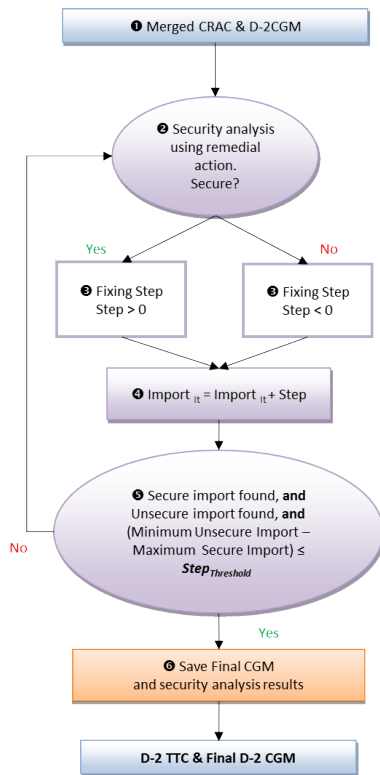 ❶ Merged CRAC & D-2CGM
❷ Security analysis
using remedial
action.
Secure?
Yes
No
❸ Fixing Step
Step > 0
❸ Fixing Step
Step < 0
❹ Import It = Import It + Step
❺ Secure import found, and
Unsecure import found, and
(Minimum Unsecure Import –
Maximum Secure Import) ≤
StepThreshold
No
Yes
❻ Save Final CGM
and security analysis results
D-2 TTC & Final D-2 CGM